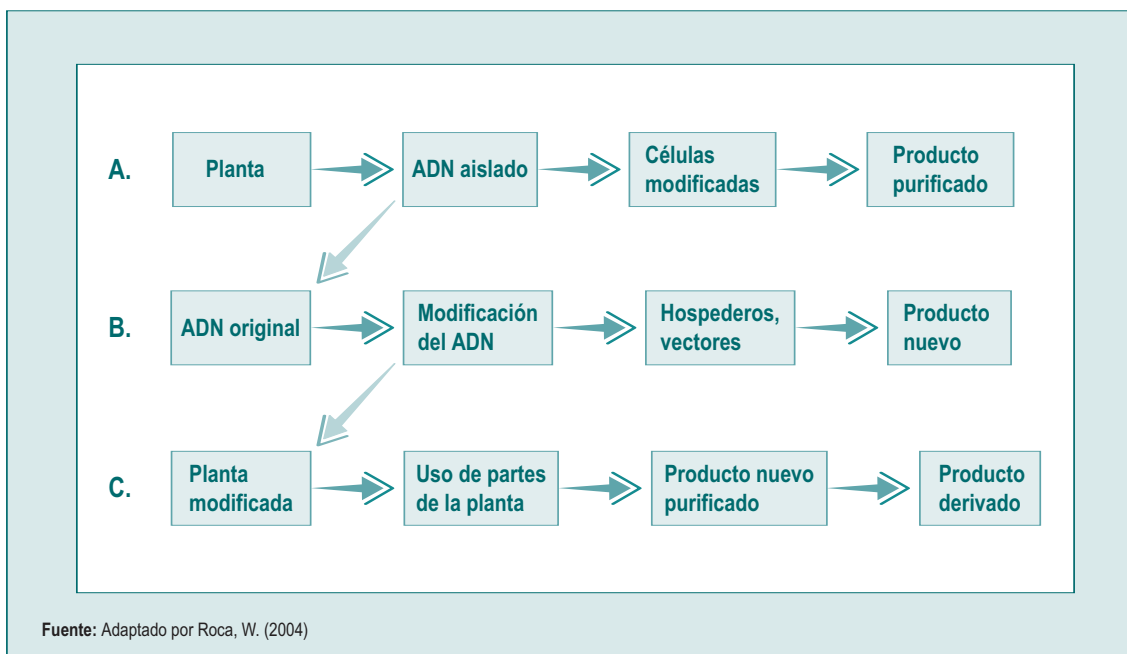 A.
Planta
ADN aislado
Células
modificadas
Producto
purificado
B.
ADN original
Modificación
del ADN
Hospederos,
vectores
Producto
nuevo
C.
Planta
modificada
Uso de partes
de la planta
Producto nuevo
purificado
Producto
derivado
Fuente: Adaptado por Roca, W. (2004)